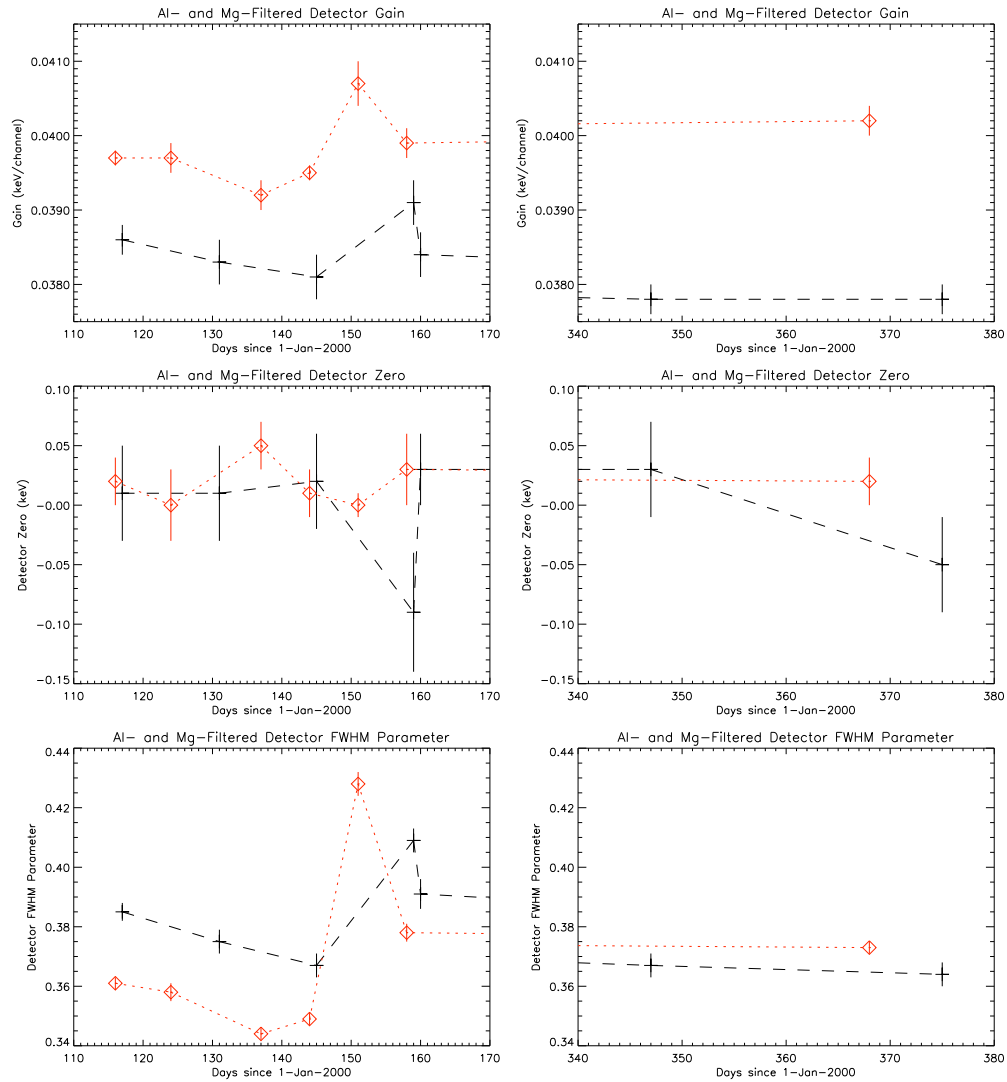 Al- and Mg-Filtered Detector Gain
Gain (keV/channel)
0.0410
0.0400
0.0390
0.0380
110 120 130 140 150 160 170
Days since 1-Jan-2000
Al- and Mg-Filtered Detector Gain
Gain (keV/channel)
0.0410
0.0400
0.0390
0.0380
340 350 360 370 380
Days since 1-Jan-2000
Al- and Mg-Filtered Detector Zero
Detector Zero (keV)
0.10
0.05
-0.00
-0.05
-0.10
-0.15
110 120 130 140 150 160 170
Days since 1-Jan-2000
Al- and Mg-Filtered Detector Zero
Detector Zero (keV)
0.10
0.05
-0.00
-0.05
-0.10
-0.15
340 350 360 370 380
Days since 1-Jan-2000
Al- and Mg-Filtered Detector FWHM Parameter
Detector FWHM Parameter
0.44
0.42
0.40
0.38
0.36
0.34
110 120 130 140 150 160 170
Days since 1-Jan-2000
Al- and Mg-Filtered Detector FWHM Parameter
Detector FWHM Parameter
0.44
0.42
0.40
0.38
0.36
0.34
340 350 360 370 380
Days since 1-Jan-2000